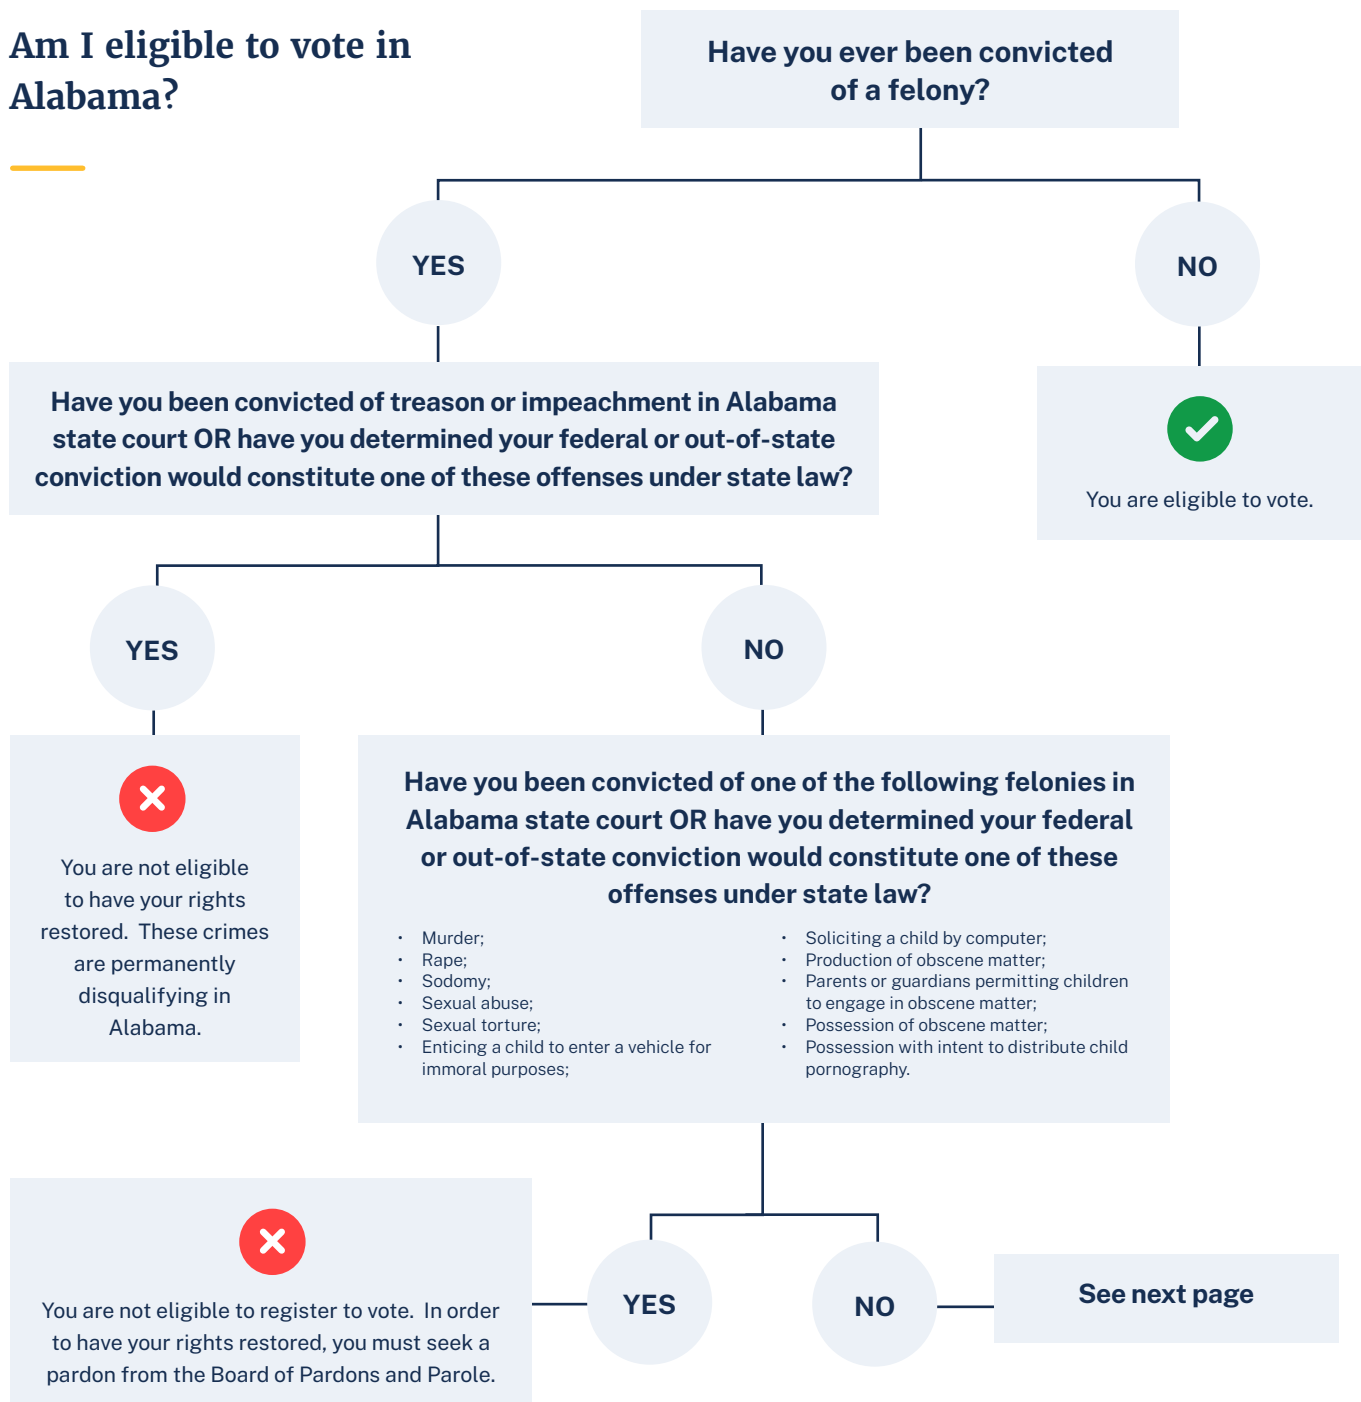 Am I eligible to vote in
Alabama?
Have you ever been convicted
of a felony?
YES
NO
Have you been convicted of treason or impeachment in Alabama
state court OR have you determined your federal or out-of-state
conviction would constitute one of these offenses under state law?
You are eligible to vote.
YES
NO
You are not eligible
to have your rights
restored.  These crimes
are permanently
disqualifying in
Alabama.
Have you been convicted of one of the following felonies in
Alabama state court OR have you determined your federal
or out-of-state conviction would constitute one of these
offenses under state law?
• Murder;
• Rape;
• Sodomy;
• Sexual abuse;
• Sexual torture;
• Enticing a child to enter a vehicle for
immoral purposes;
• Soliciting a child by computer;
• Production of obscene matter;
• Parents or guardians permitting children
to engage in obscene matter;
• Possession of obscene matter;
• Possession with intent to distribute child
pornography.
You are not eligible to register to vote.  In order
to have your rights restored, you must seek a
pardon from the Board of Pardons and Parole.
YES
NO
See next page